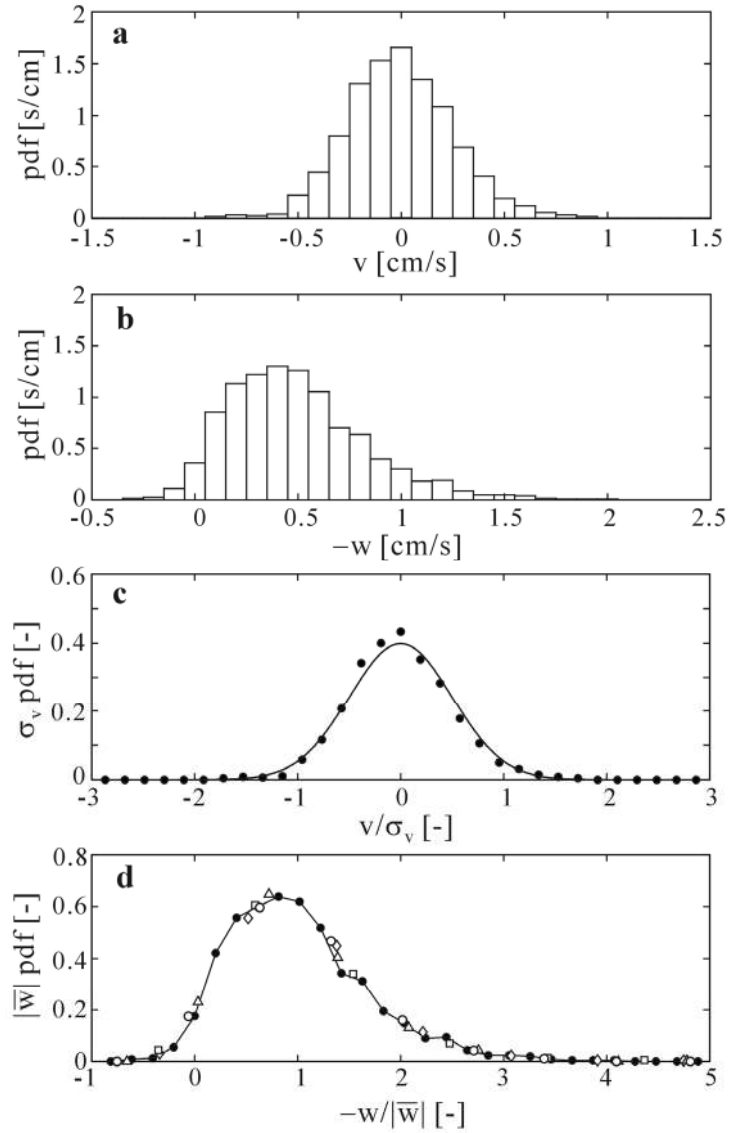 a
2
1.5
1
0.5
0
pdf [s/cm]
-1.5 -1 -0.5 0 0.5 1 1.5
v [cm/s]
b
2
1.5
1
0.5
0
pdf [s/cm]
-0.5 0 0.5 1 1.5 2 2.5
−w [cm/s]
c
0.6
0.4
0.2
0
σv pdf [-]
-3 -2 -1 0 1 2 3
v/σv [-]
d
0.8
0.6
0.4
0.2
0
|w̅| pdf [-]
-1 0 1 2 3 4 5
−w/|w̅| [-]